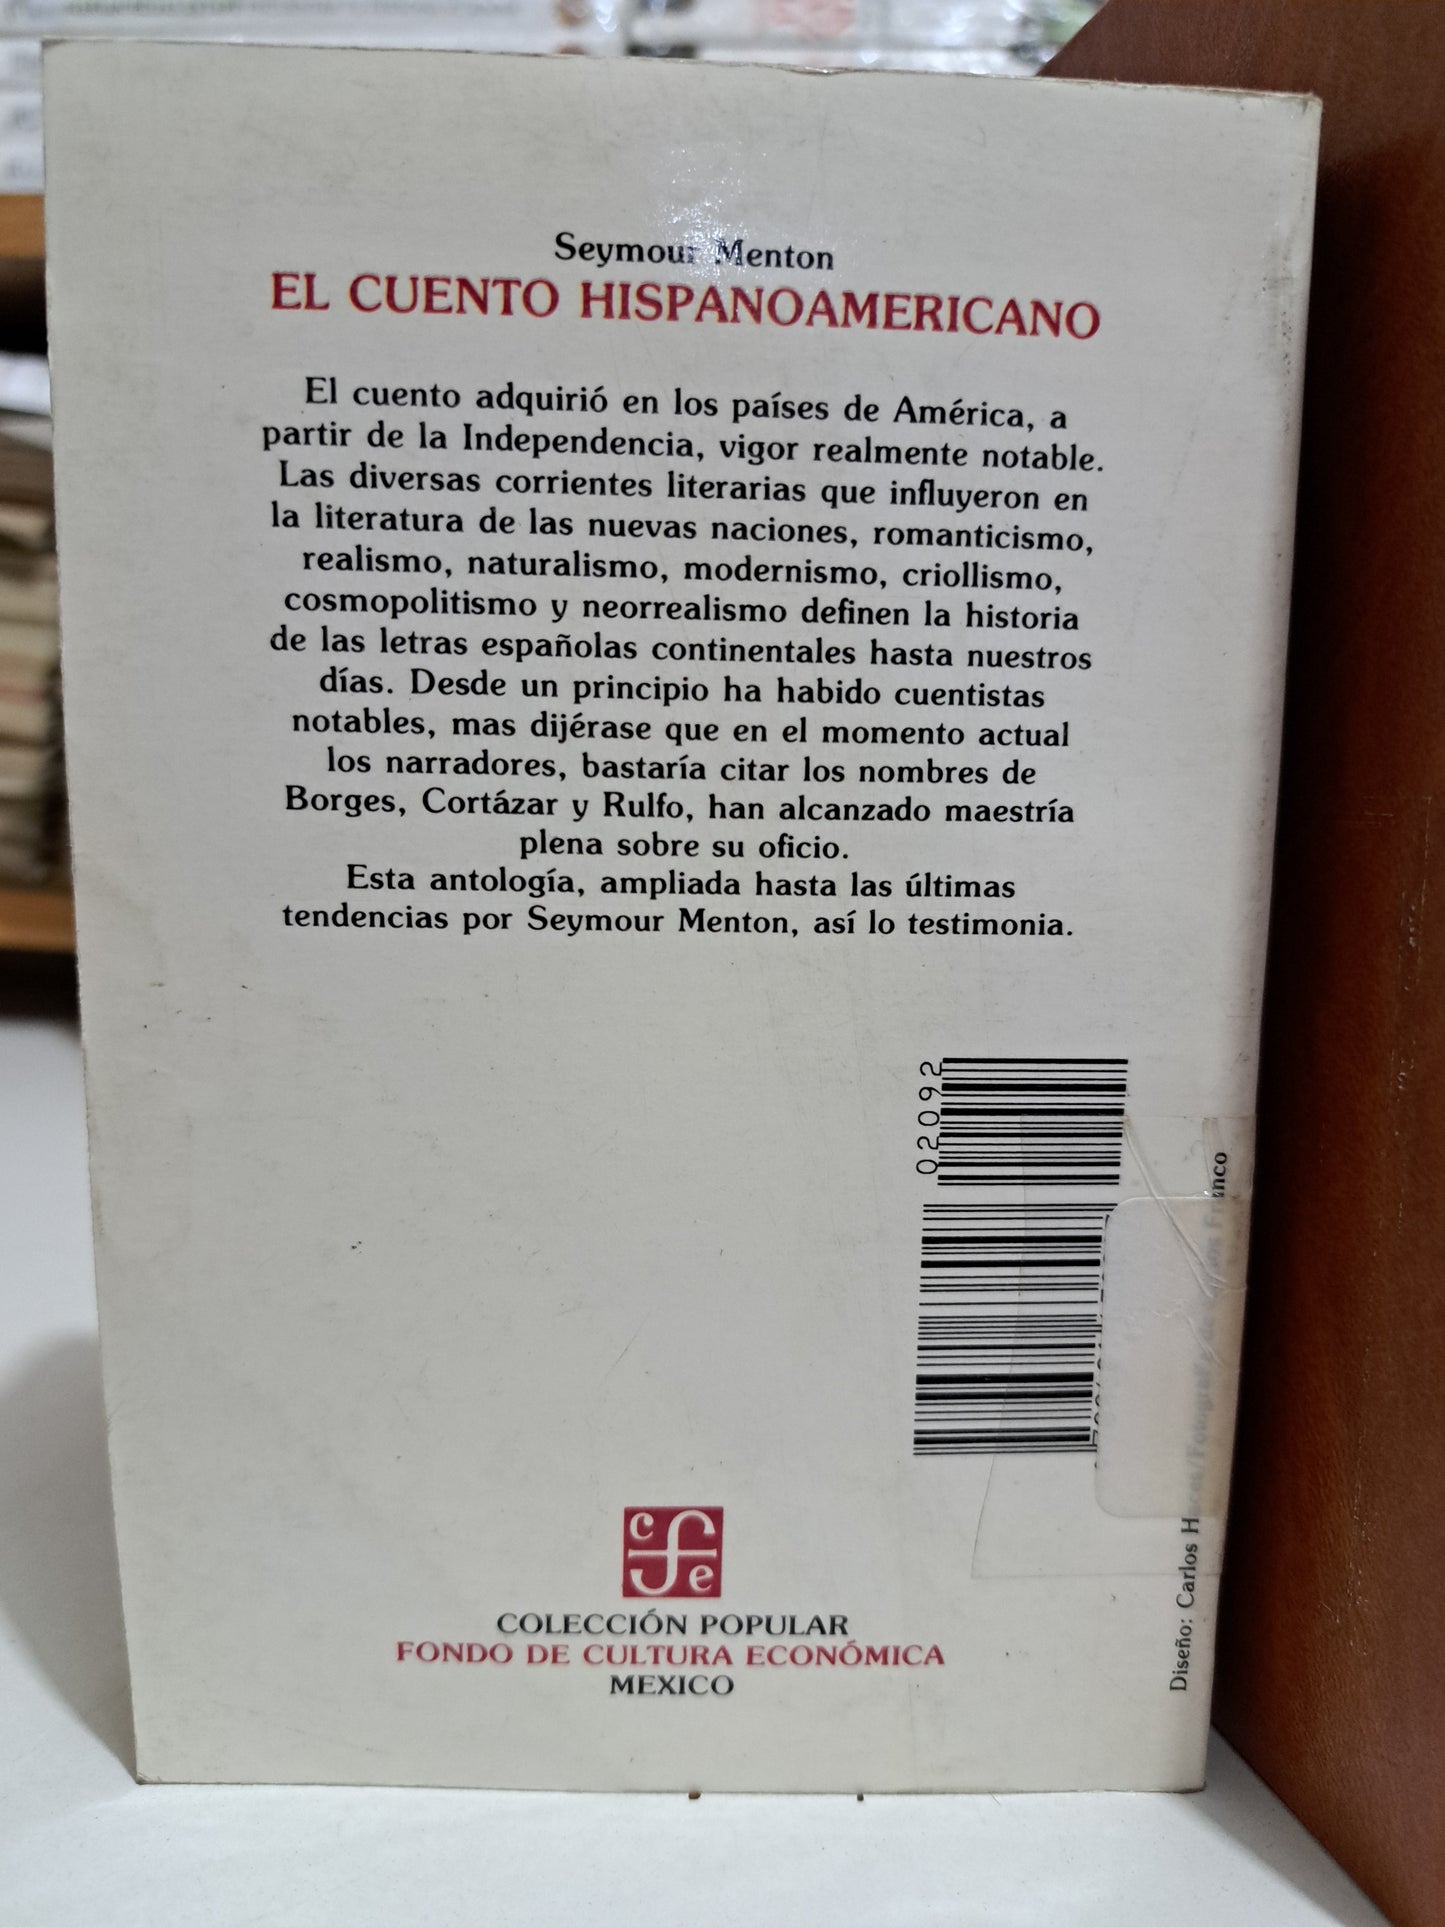 Seymour Menton
EL CUENTO HISPANOAMERICANO
El cuento adquirió en los países de América, a
partir de la Independencia, vigor realmente notable.
Las diversas corrientes literarias que influyeron en
la literatura de las nuevas naciones, romanticismo,
realismo, naturalismo, modernismo, criollismo,
cosmopolitismo y neorrealismo definen la historia
de las letras españolas continentales hasta nuestros
días. Desde un principio ha habido cuentistas
notables, mas dijérase que en el momento actual
los narradores, bastaría citar los nombres de
Borges, Cortázar y Rulfo, han alcanzado maestría
plena sobre su oficio.
Esta antología, ampliada hasta las últimas
tendencias por Seymour Menton, así lo testimonia.
02092
Diseño: Carlos
c f e
COLECCIÓN POPULAR
FONDO DE CULTURA ECONÓMICA
MEXICO